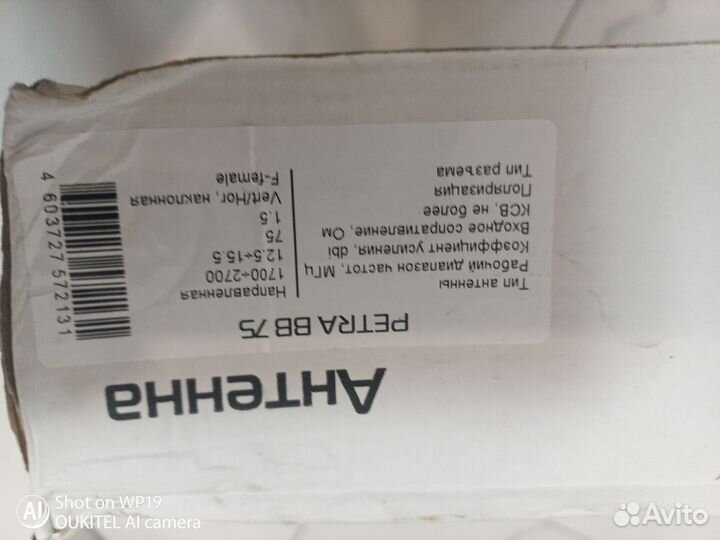 Антенна
PETRA BB 75
Тип антенны Направленная
Рабочий диапазон частот, МГц 1700÷2700
Коэффициент усиления, dbi 12.5÷15.5
Входное сопративление, Ом 75
КСВ, не более 1.5
Поляризация Vert/Hor, наклонная
Тип разъема F-female
4 603727 572131
AI Shot on WP19
OUKITEL AI camera
Avito